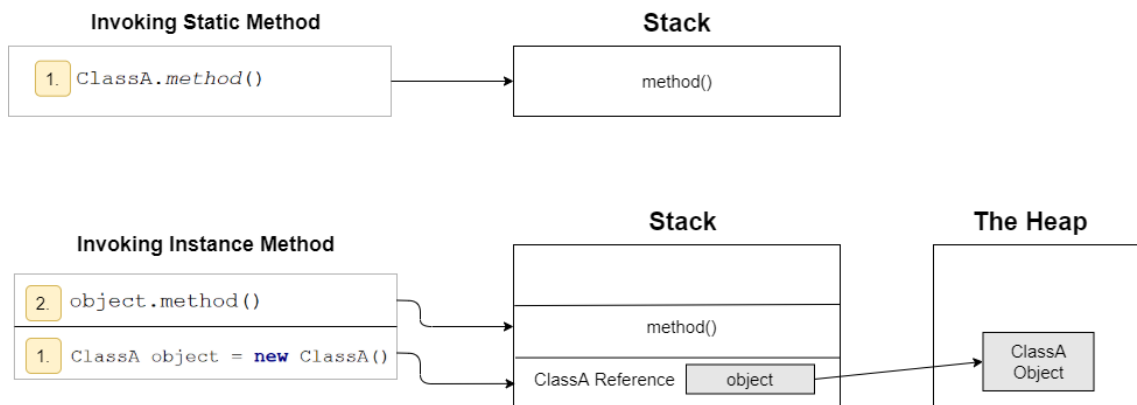 Invoking Static Method
Stack
1. ClassA.method()
method()
Invoking Instance Method
Stack
The Heap
2. object.method()
method()
1. ClassA object = new ClassA()
ClassA Reference
object
ClassA
Object